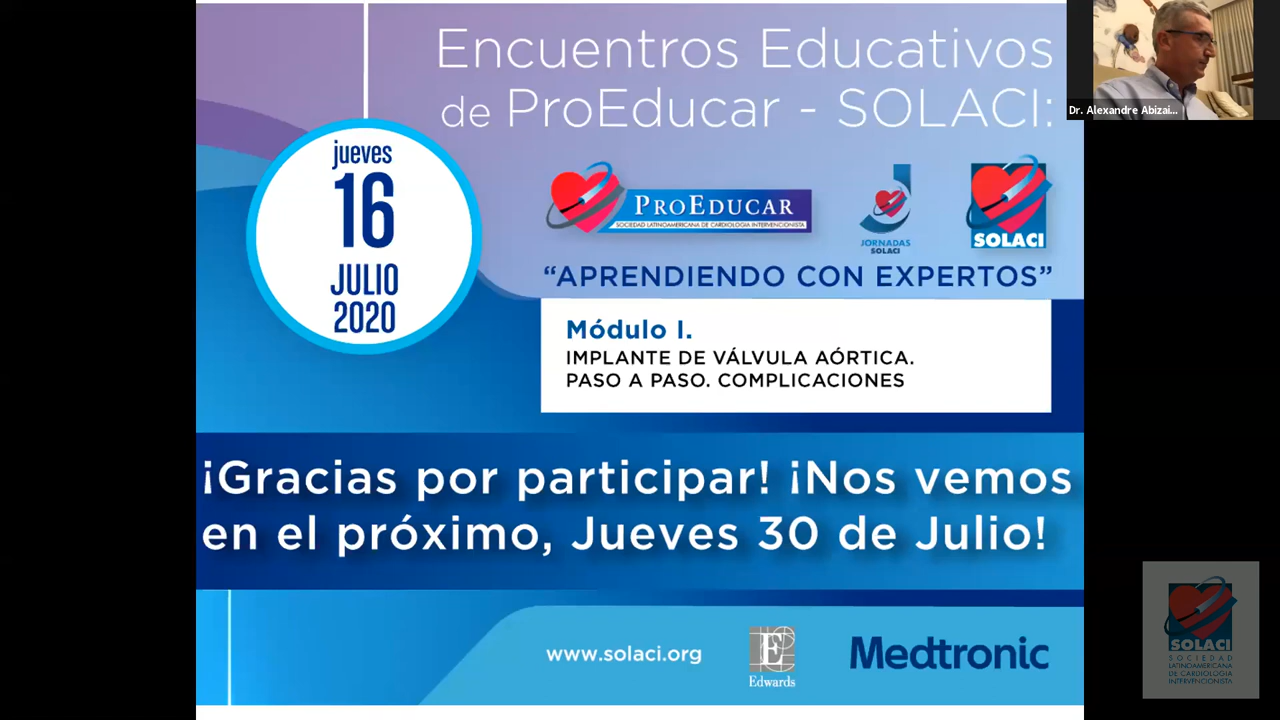 Encuentros Educativos
de ProEducar - SOLACI:
jueves
16
JULIO
2020
PROEDUCAR
SOCIEDAD LATINOAMERICANA DE CARDIOLOGIA INTERVENCIONISTA
JORNADAS
SOLACI
SOLACI
“APRENDIENDO CON EXPERTOS”
Módulo I.
IMPLANTE DE VÁLVULA AÓRTICA.
PASO A PASO. COMPLICACIONES
¡Gracias por participar! ¡Nos vemos
en el próximo, Jueves 30 de Julio!
www.solaci.org
E
Edwards
Medtronic
Dr. Alexandre Abizai...
SOLACI
SOCIEDAD
LATINOAMERICANA
DE CARDIOLOGIA
INTERVENCIONISTA